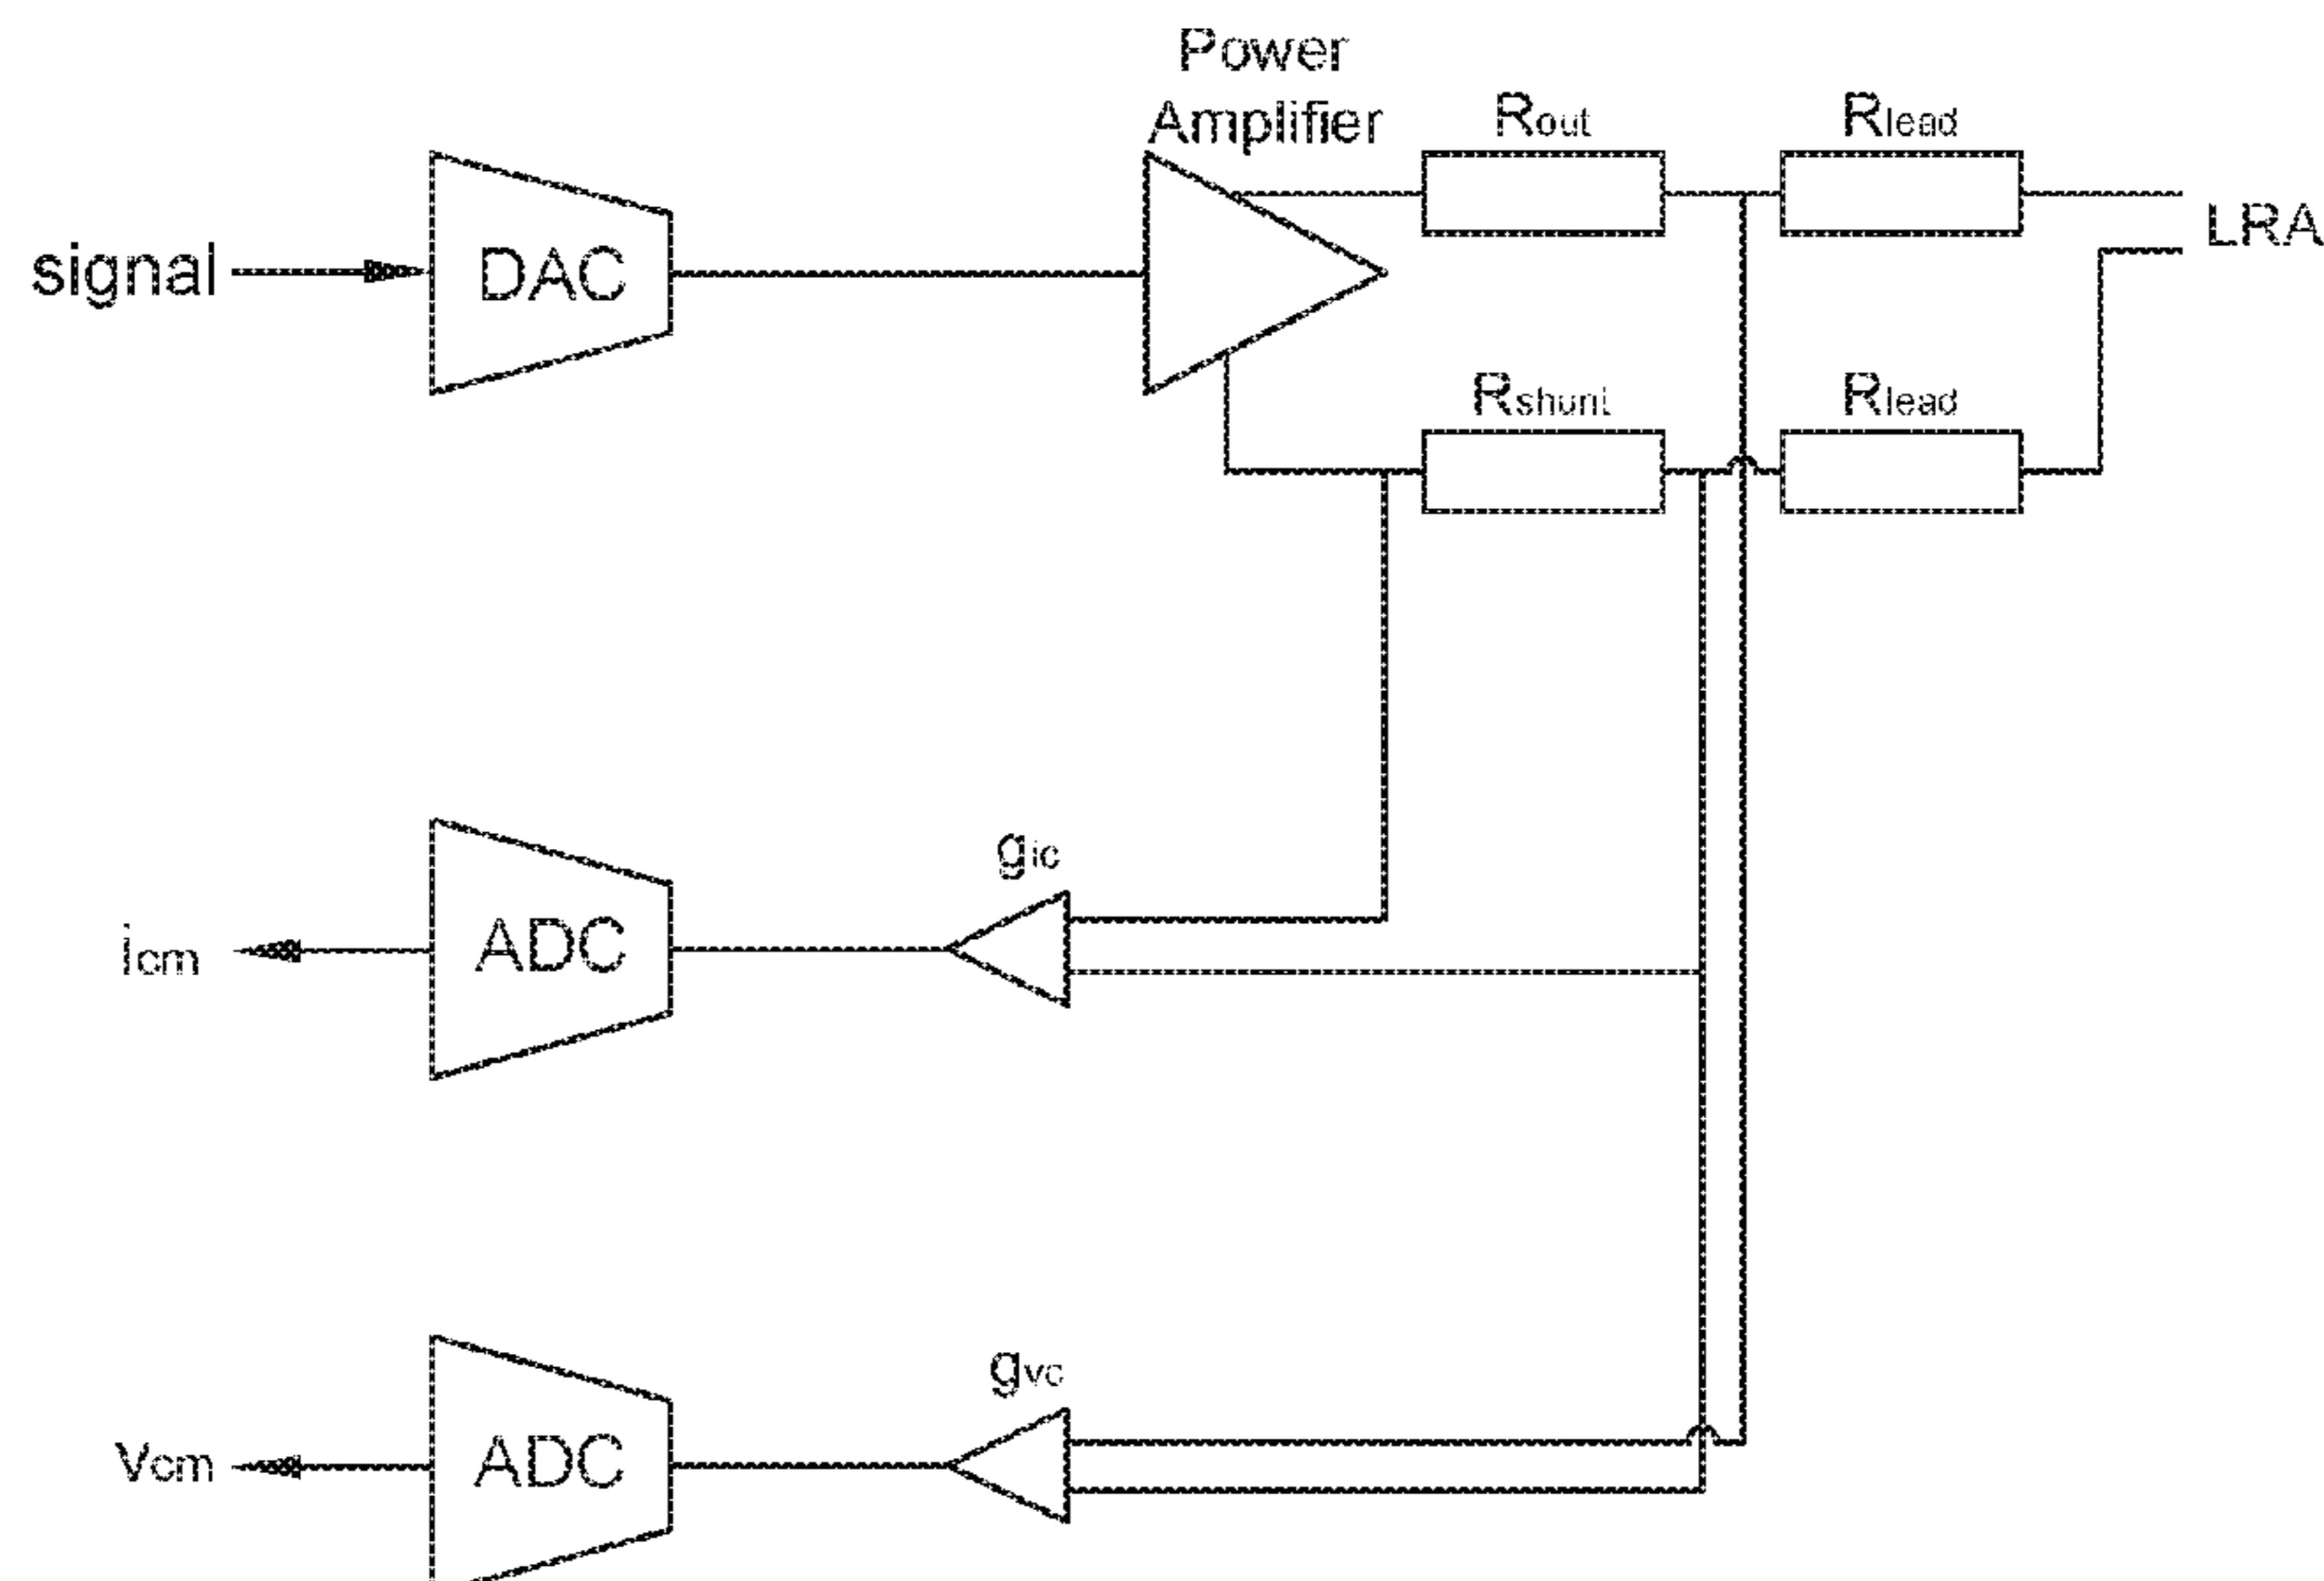 Power
Amplifier
Rout
Rlead
LRA
signal
DAC
Rshunt
Rlead
gic
icm
ADC
gvc
Vcm
ADC